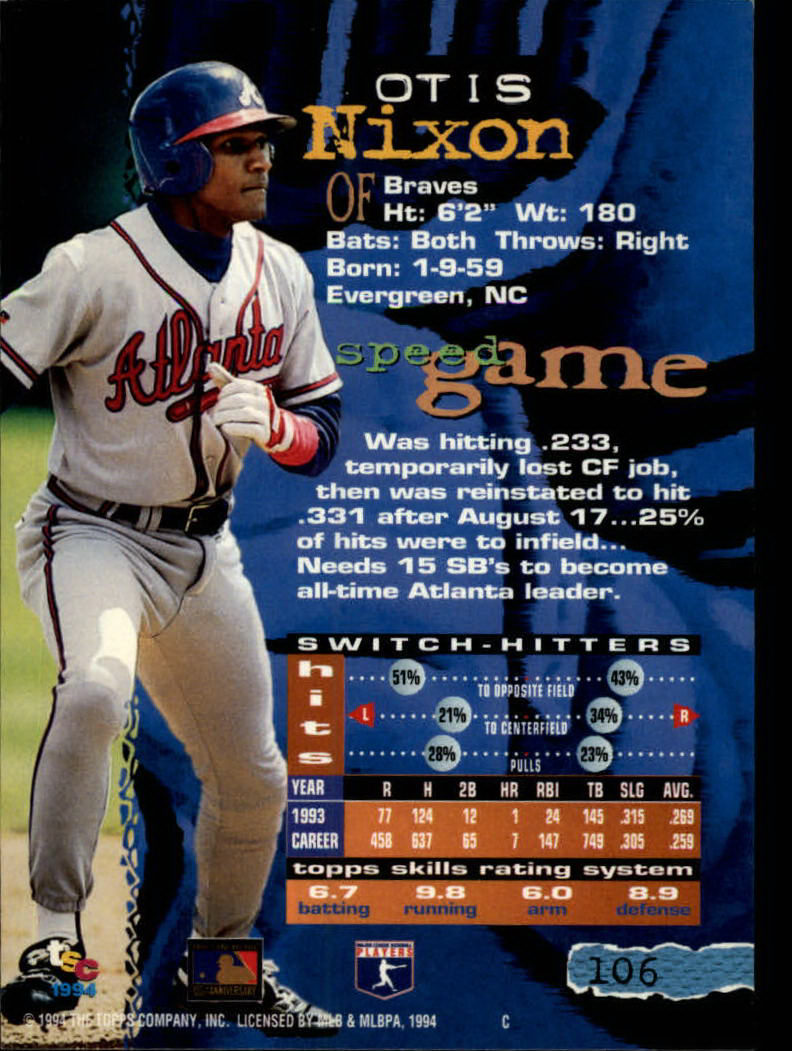 OTIS
Nixon
OF Braves
Ht: 6'2" Wt: 180
Bats: Both Throws: Right
Born: 1-9-59
Evergreen, NC
speed game
Was hitting .233,
temporarily lost CF job,
then was reinstated to hit
.331 after August 17...25%
of hits were to infield...
Needs 15 SB's to become
all-time Atlanta leader.
Atlanta
SWITCH-HITTERS
hits
51% 43%
TO OPPOSITE FIELD
L 21% 34% R
TO CENTERFIELD
28% 23%
PULLS
YEAR R H 2B HR RBI TB SLG AVG.
1993 77 124 12 1 24 145 .315 .269
CAREER 458 637 65 7 147 749 .305 .259
topps skills rating system
6.7 9.8 6.0 8.9
batting running arm defense
tsc
1994
ANNIVERSARY
MAJOR LEAGUE BASEBALL
PLAYERS
106
© 1994 THE TOPPS COMPANY, INC. LICENSED BY MLB & MLBPA, 1994 C